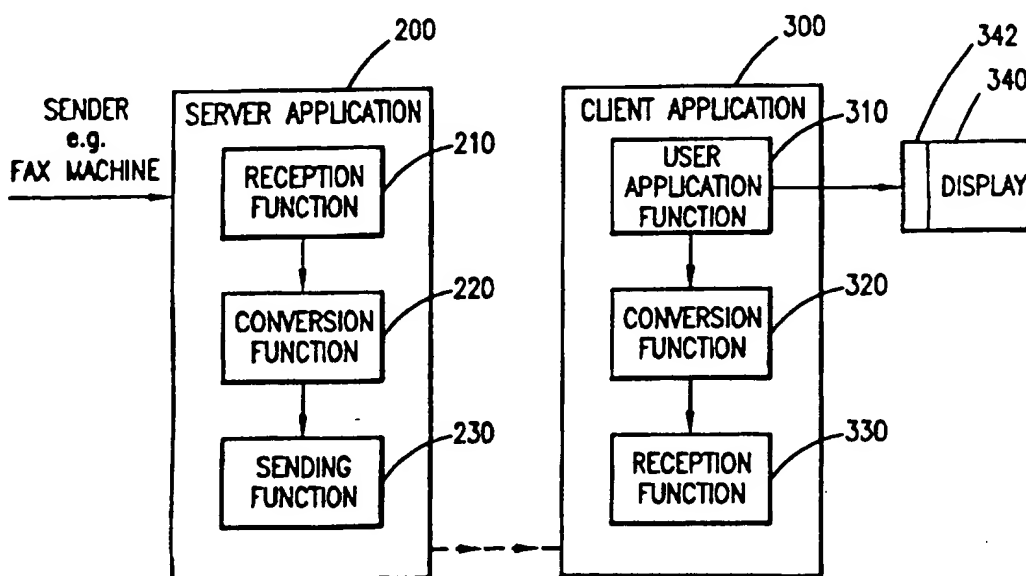 200
SENDER
e.g.
FAX MACHINE
SERVER APPLICATION
210
RECEPTION
FUNCTION
220
CONVERSION
FUNCTION
230
SENDING
FUNCTION
300
CLIENT APPLICATION
310
USER
APPLICATION
FUNCTION
320
CONVERSION
FUNCTION
330
RECEPTION
FUNCTION
342
340
DISPLAY